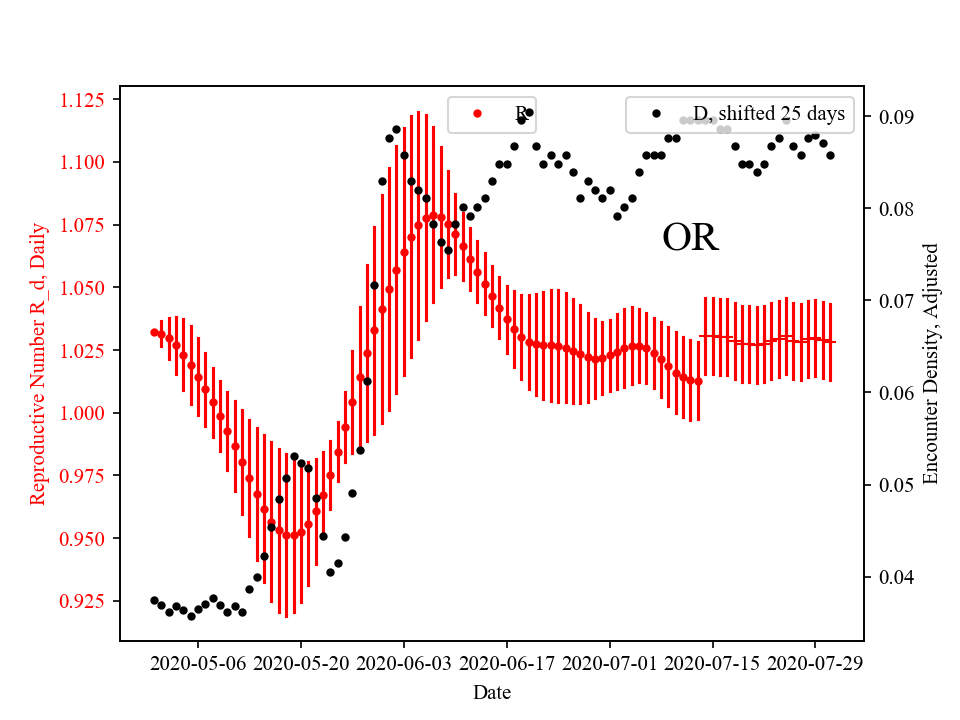 R
D, shifted 25 days
OR
Reproductive Number R_d, Daily
1.125
1.100
1.075
1.050
1.025
1.000
0.975
0.950
0.925
0.09
0.08
0.07
0.06
0.05
0.04
Encounter Density, Adjusted
2020-05-06 2020-05-20 2020-06-03 2020-06-17 2020-07-01 2020-07-15 2020-07-29
Date